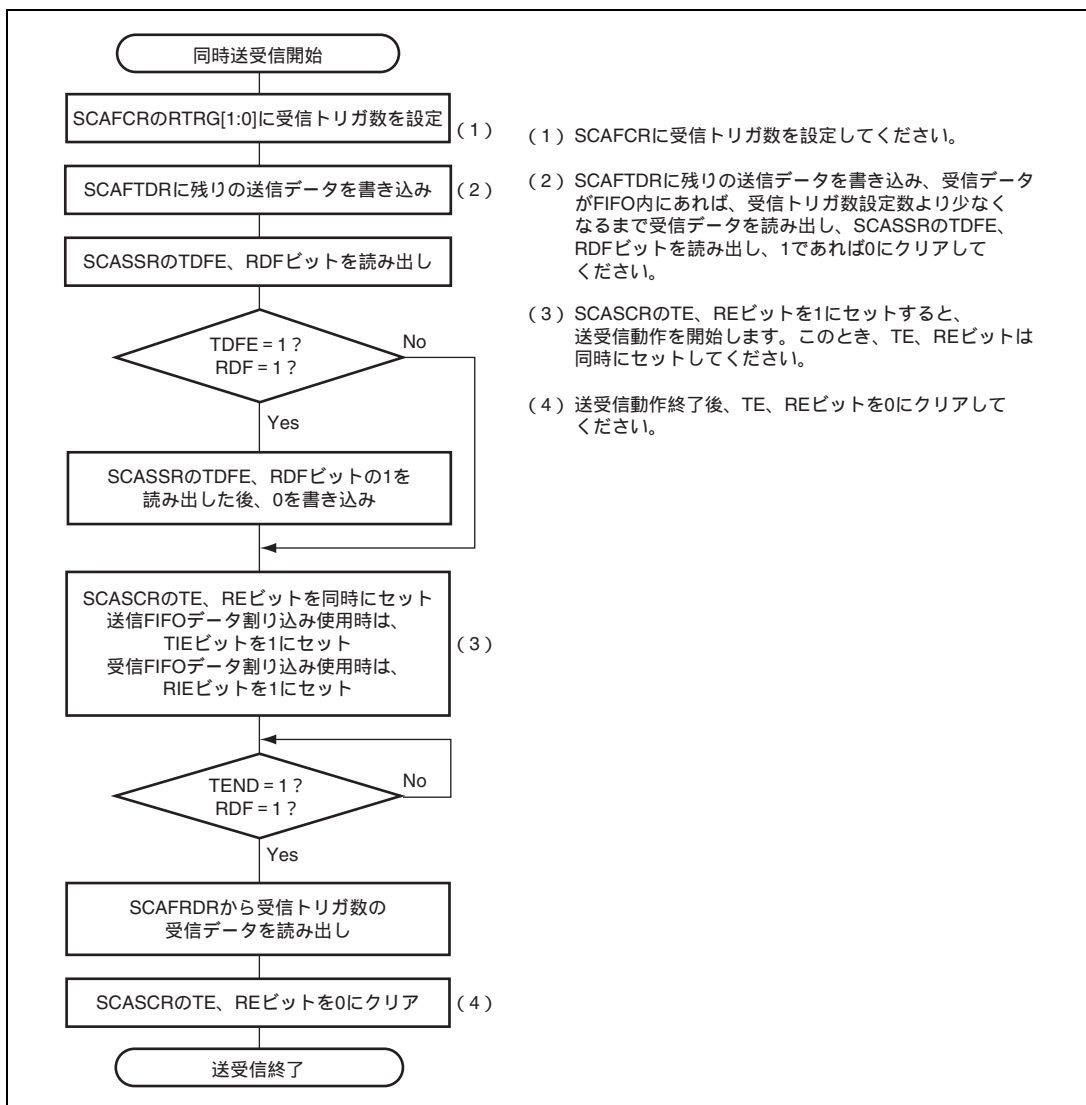 同時送受信開始
SCAFCRのRTRG[1:0]に受信トリガ数を設定
(1)
SCAFTDRに残りの送信データを書き込み
(2)
SCASSRのTDFE、RDFビットを読み出し
TDFE = 1?
RDF = 1?
No
Yes
SCASSRのTDFE、RDFビットの1を
読み出した後、0を書き込み
SCASCRのTE、REビットを同時にセット
送信FIFOデータ割り込み使用時は、
TIEビットを1にセット
受信FIFOデータ割り込み使用時は、
RIEビットを1にセット
(3)
TEND = 1?
RDF = 1?
No
Yes
SCAFRDRから受信トリガ数の
受信データを読み出し
SCASCRのTE、REビットを0にクリア
(4)
送受信終了
(1)SCAFCRに受信トリガ数を設定してください。
(2)SCAFTDRに残りの送信データを書き込み、受信データ
がFIFO内にあれば、受信トリガ数設定数より少なく
なるまで受信データを読み出し、SCASSRのTDFE、
RDFビットを読み出し、1であれば0にクリアして
ください。
(3)SCASCRのTE、REビットを1にセットすると、
送受信動作を開始します。このとき、TE、REビットは
同時にセットしてください。
(4)送受信動作終了後、TE、REビットを0にクリアして
ください。